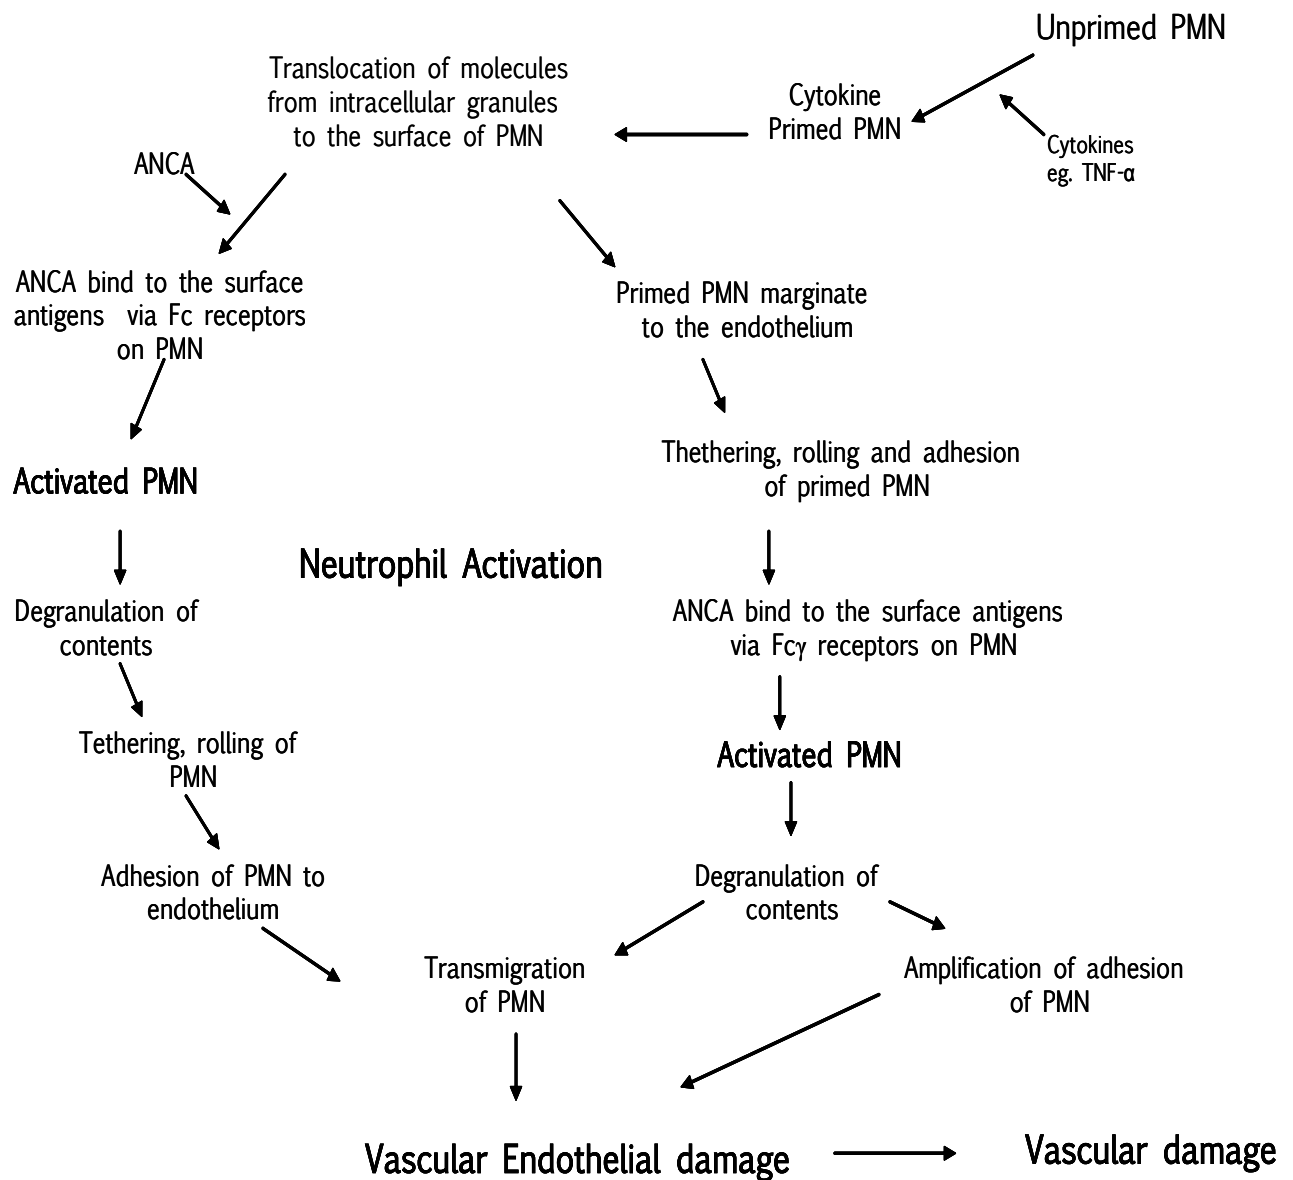 Unprimed PMN
Translocation of molecules
from intracellular granules
to the surface of PMN
Cytokine
Primed PMN
Cytokines
eg. TNF-α
ANCA
ANCA bind to the surface
antigens via Fc receptors
on PMN
Primed PMN marginate
to the endothelium
Activated PMN
Thethering, rolling and adhesion
of primed PMN
Neutrophil Activation
Degranulation of
contents
ANCA bind to the surface antigens
via Fcγ receptors on PMN
Tethering, rolling of
PMN
Activated PMN
Adhesion of PMN to
endothelium
Degranulation of
contents
Transmigration
of PMN
Amplification of adhesion
of PMN
Vascular Endothelial damage
Vascular damage